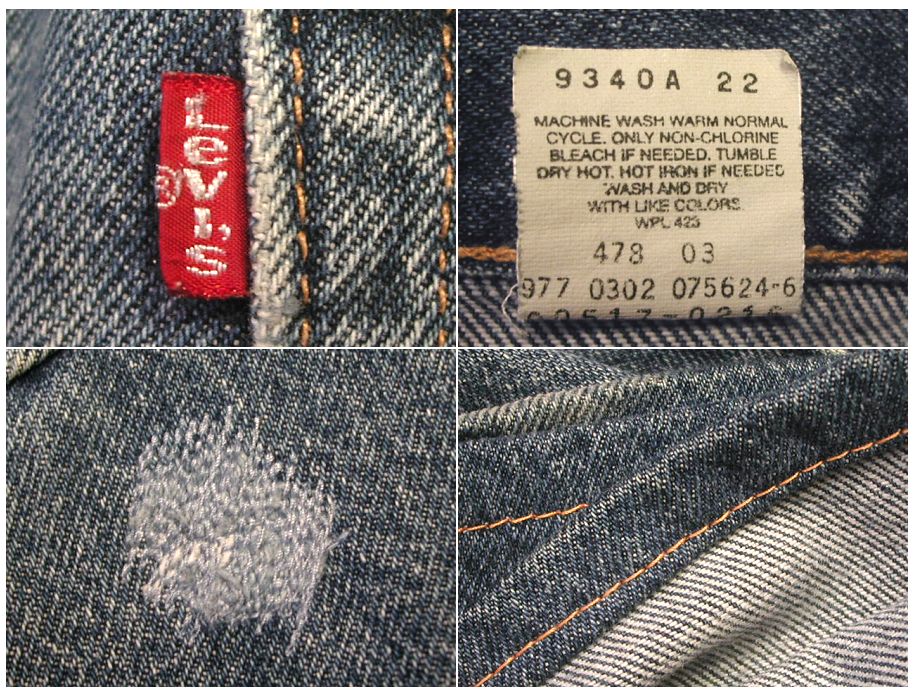 LEVI'S
®
9340A 22
MACHINE WASH WARM NORMAL
CYCLE. ONLY NON-CHLORINE
BLEACH IF NEEDED. TUMBLE
DRY HOT. HOT IRON IF NEEDED
WASH AND DRY
WITH LIKE COLORS.
WPL 423
478 03
977 0302 075624-6